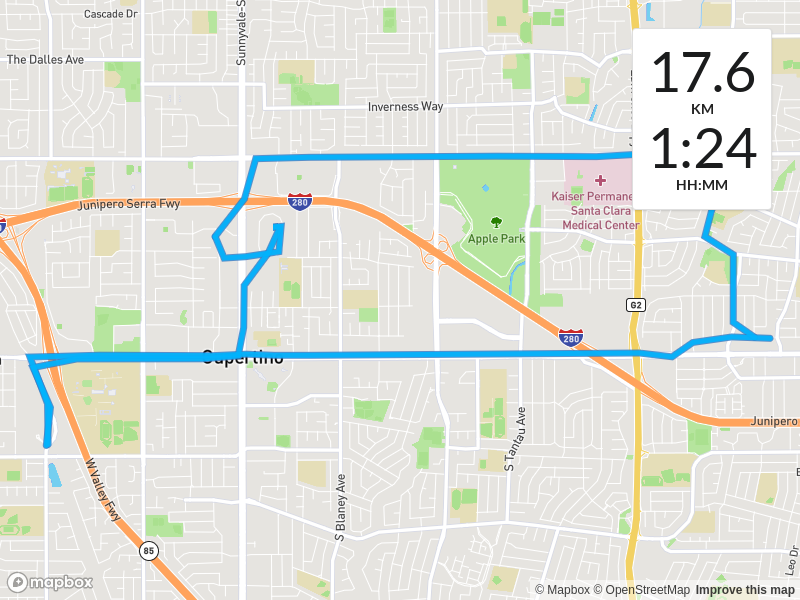 Cascade Dr
Sunnyvale-S
The Dalles Ave
Inverness Way
17.6
KM
1:24
HH:MM
Junipero Serra Fwy
280
Kaiser Permane
Santa Clara
Medical Center
Apple Park
G2
280
Cupertino
S Tantau Ave
Junipero
W Valley Fwy
S Blaney Ave
85
Leo Dr
mapbox
© Mapbox © OpenStreetMap Improve this map